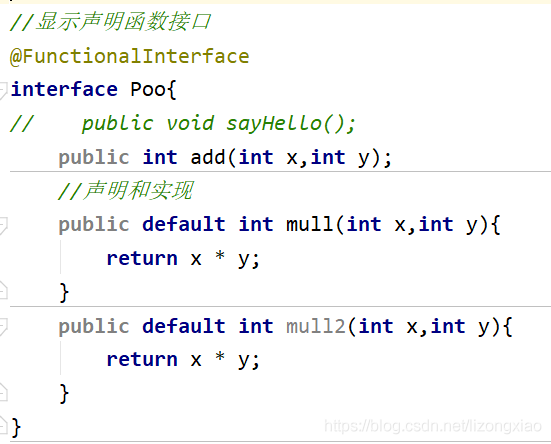 //显示声明函数接口
@FunctionalInterface
interface Poo{
//    public void sayHello();
    public int add(int x,int y);
    //声明和实现
    public default int mull(int x,int y){
        return x * y;
    }
    public default int mull2(int x,int y){
        return x * y;
    }
}
https://blog.csdn.net/lizongxiao